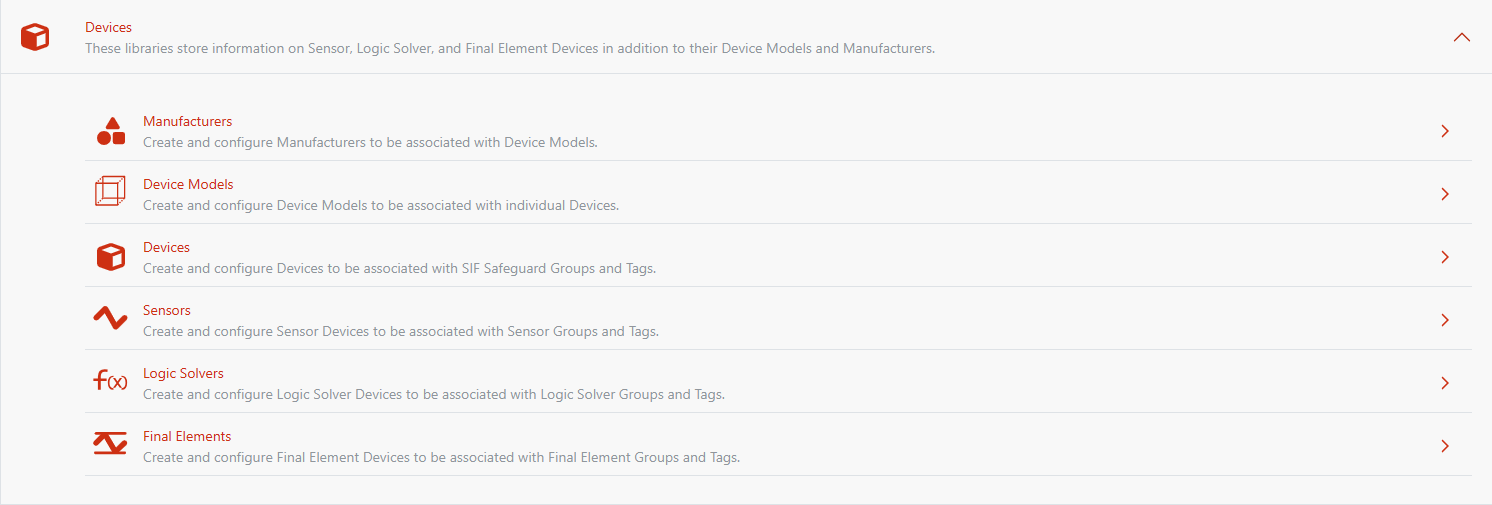 Devices
These libraries store information on Sensor, Logic Solver, and Final Element Devices in addition to their Device Models and Manufacturers.
Manufacturers
Create and configure Manufacturers to be associated with Device Models.
Device Models
Create and configure Device Models to be associated with individual Devices.
Devices
Create and configure Devices to be associated with SIF Safeguard Groups and Tags.
Sensors
Create and configure Sensor Devices to be associated with Sensor Groups and Tags.
f(x)
Logic Solvers
Create and configure Logic Solver Devices to be associated with Logic Solver Groups and Tags.
Final Elements
Create and configure Final Element Devices to be associated with Final Element Groups and Tags.